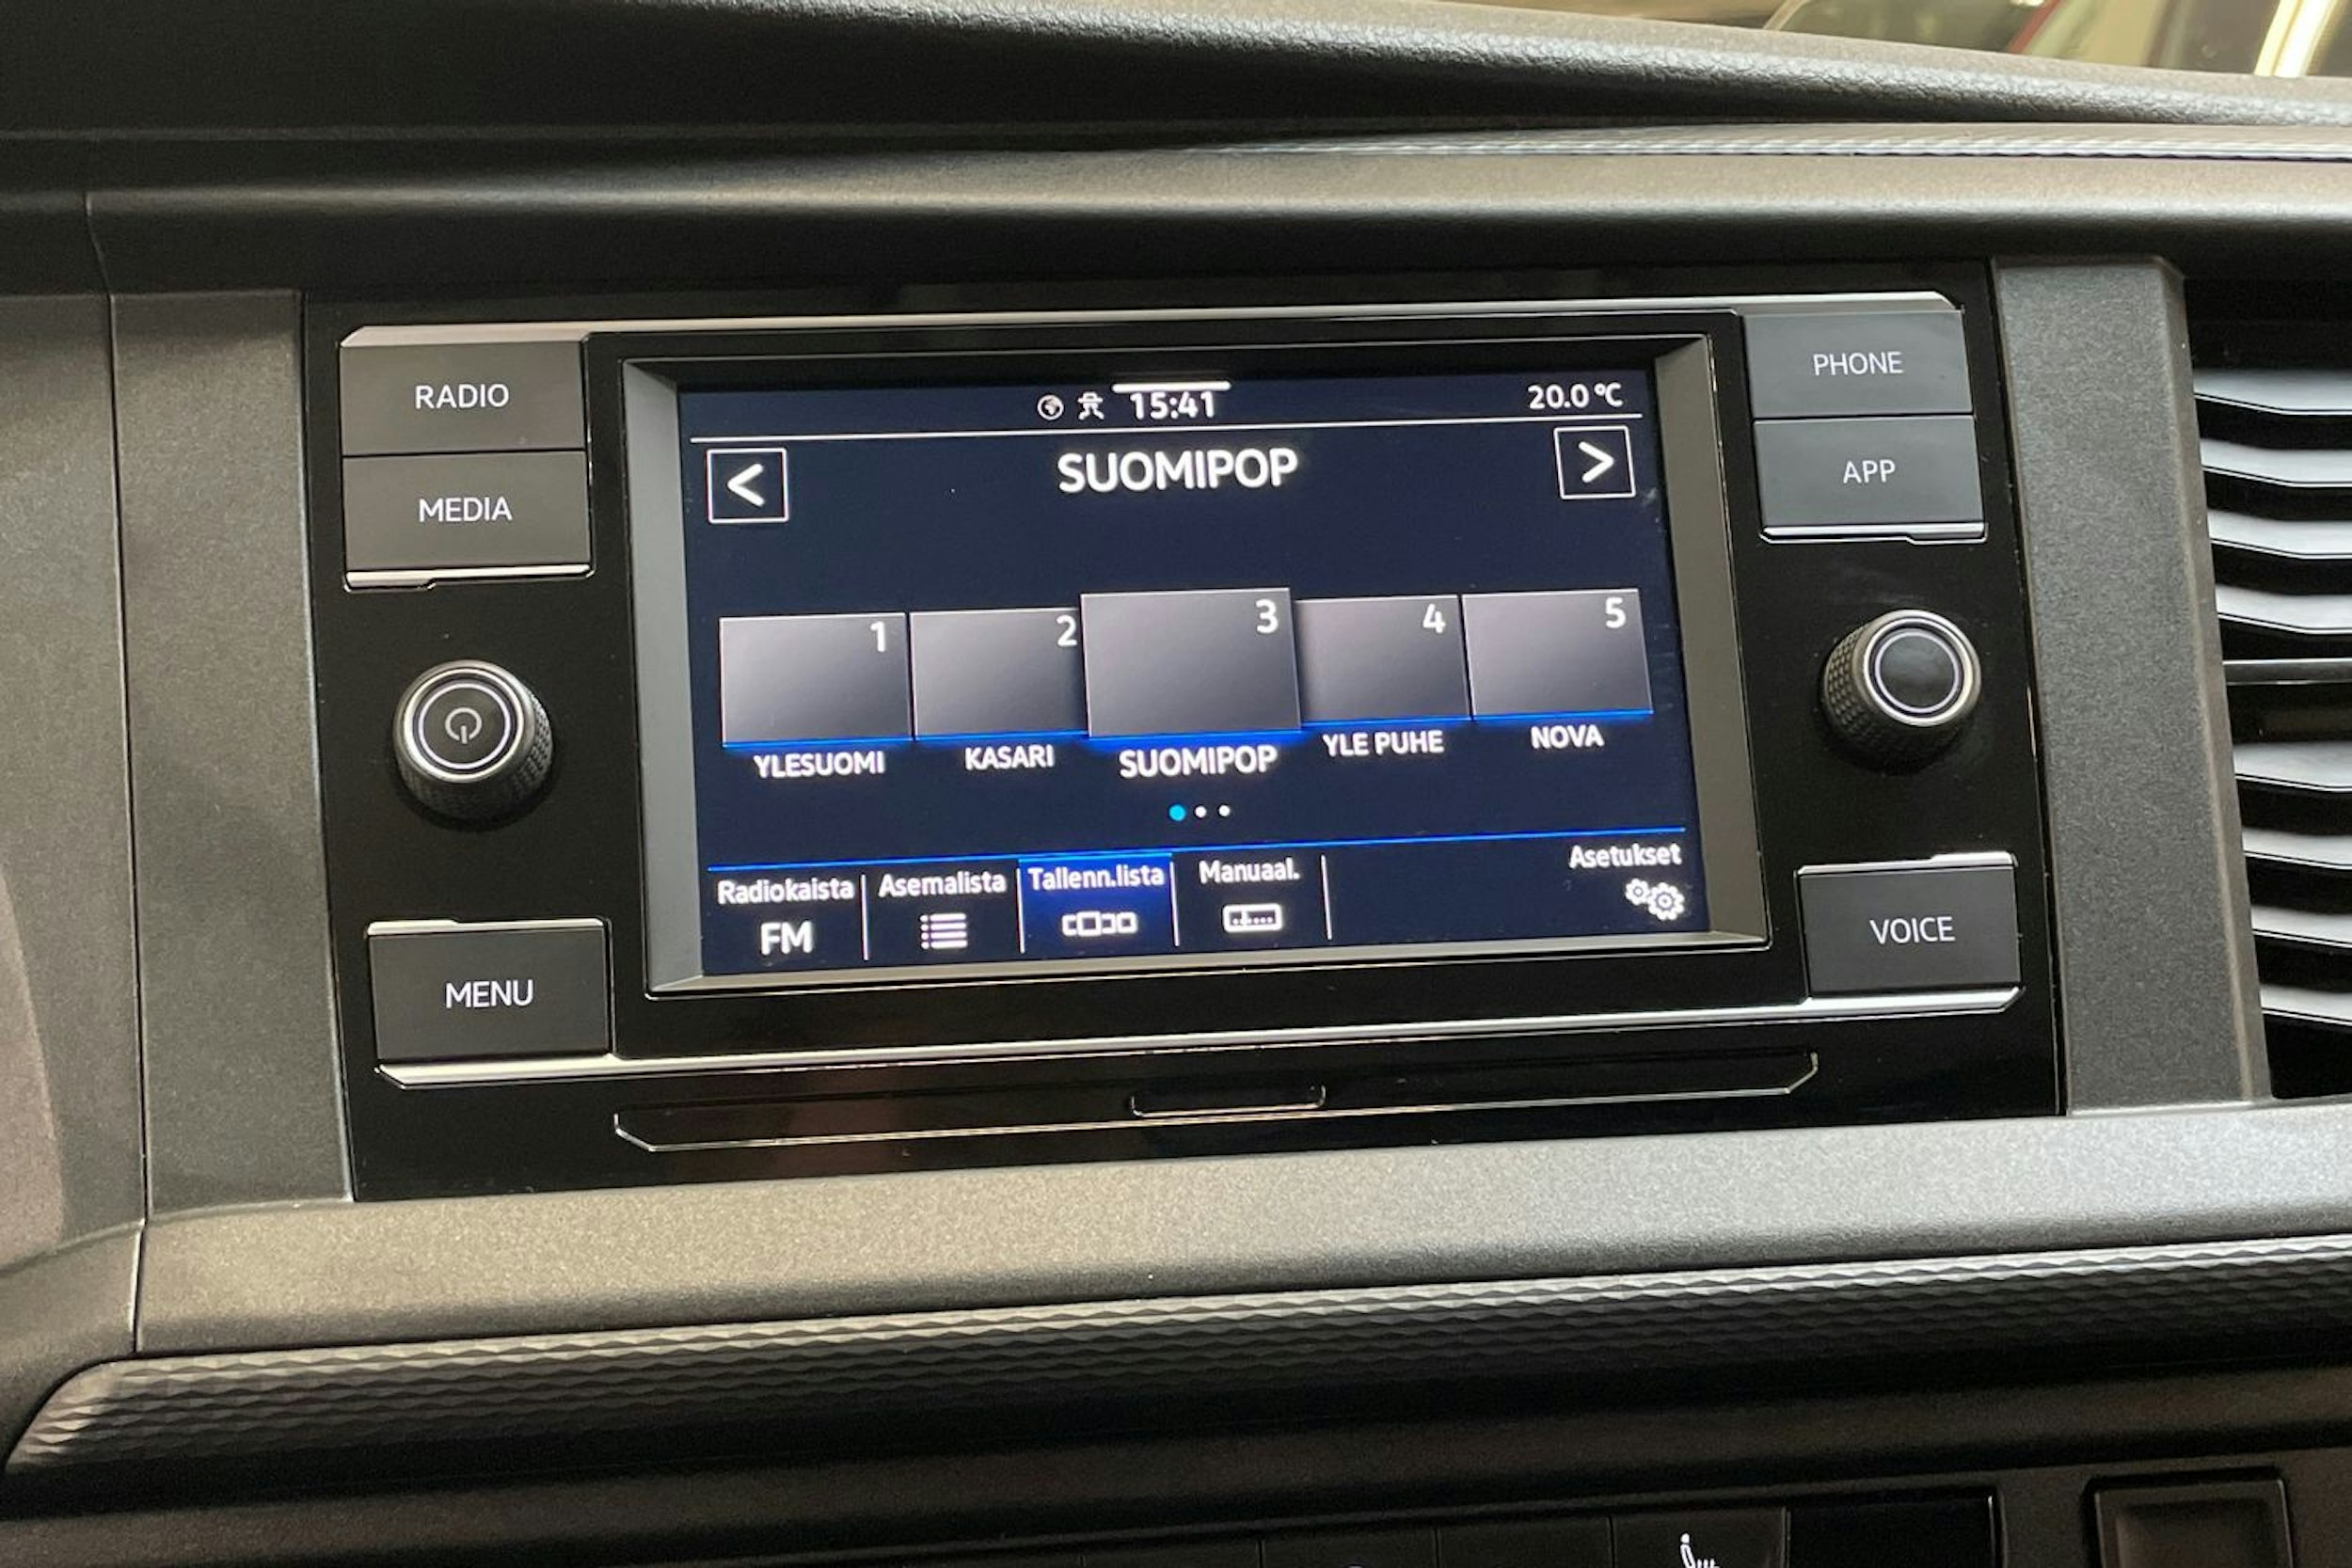 RADIO
MEDIA
MENU
15:41
20.0 °C
<
SUOMIPOP
>
1
2
3
4
5
YLESUOMI
KASARI
SUOMIPOP
YLE PUHE
NOVA
Radiokaista
FM
Asemalista
Tallenn.lista
Manuaal.
Asetukset
PHONE
APP
VOICE